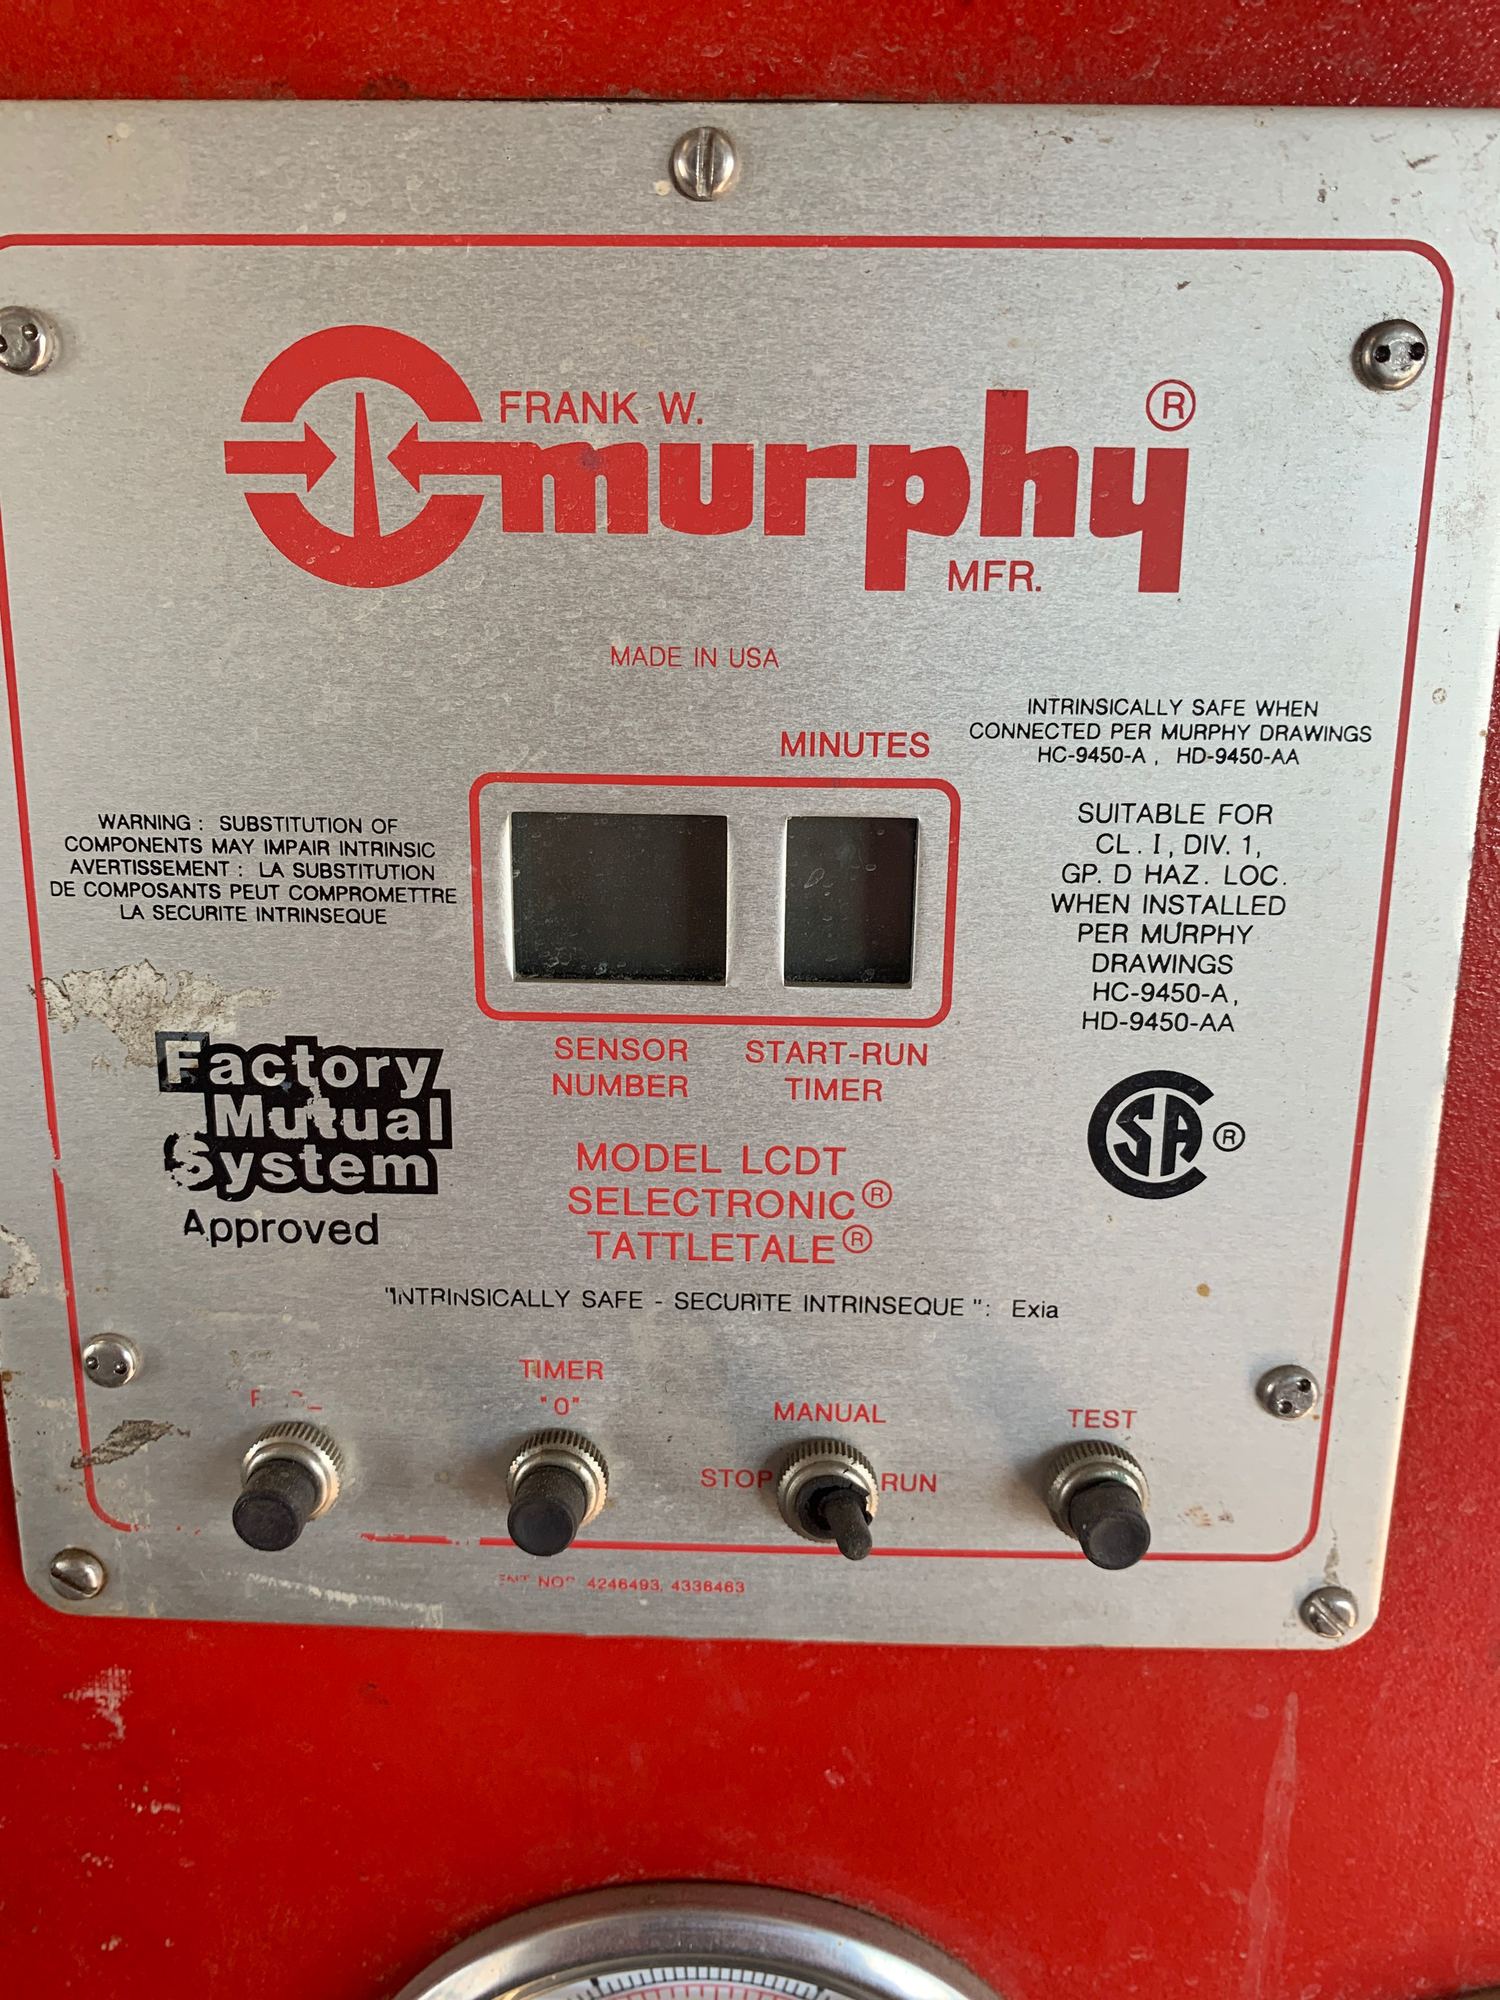 FRANK W.
murphy®
MFR.
MADE IN USA
MINUTES
INTRINSICALLY SAFE WHEN
CONNECTED PER MURPHY DRAWINGS
HC-9450-A , HD-9450-AA
WARNING : SUBSTITUTION OF
COMPONENTS MAY IMPAIR INTRINSIC
AVERTISSEMENT : LA SUBSTITUTION
DE COMPOSANTS PEUT COMPROMETTRE
LA SECURITE INTRINSEQUE
SUITABLE FOR
CL. I, DIV. 1,
GP. D HAZ. LOC.
WHEN INSTALLED
PER MURPHY
DRAWINGS
HC-9450-A,
HD-9450-AA
SENSOR
NUMBER
START-RUN
TIMER
Factory
Mutual
System
Approved
CSA®
MODEL LCDT
SELECTRONIC®
TATTLETALE®
"INTRINSICALLY SAFE - SECURITE INTRINSEQUE ": Exia
TIMER
"0"
MANUAL
STOP RUN
TEST
4246493, 4336463